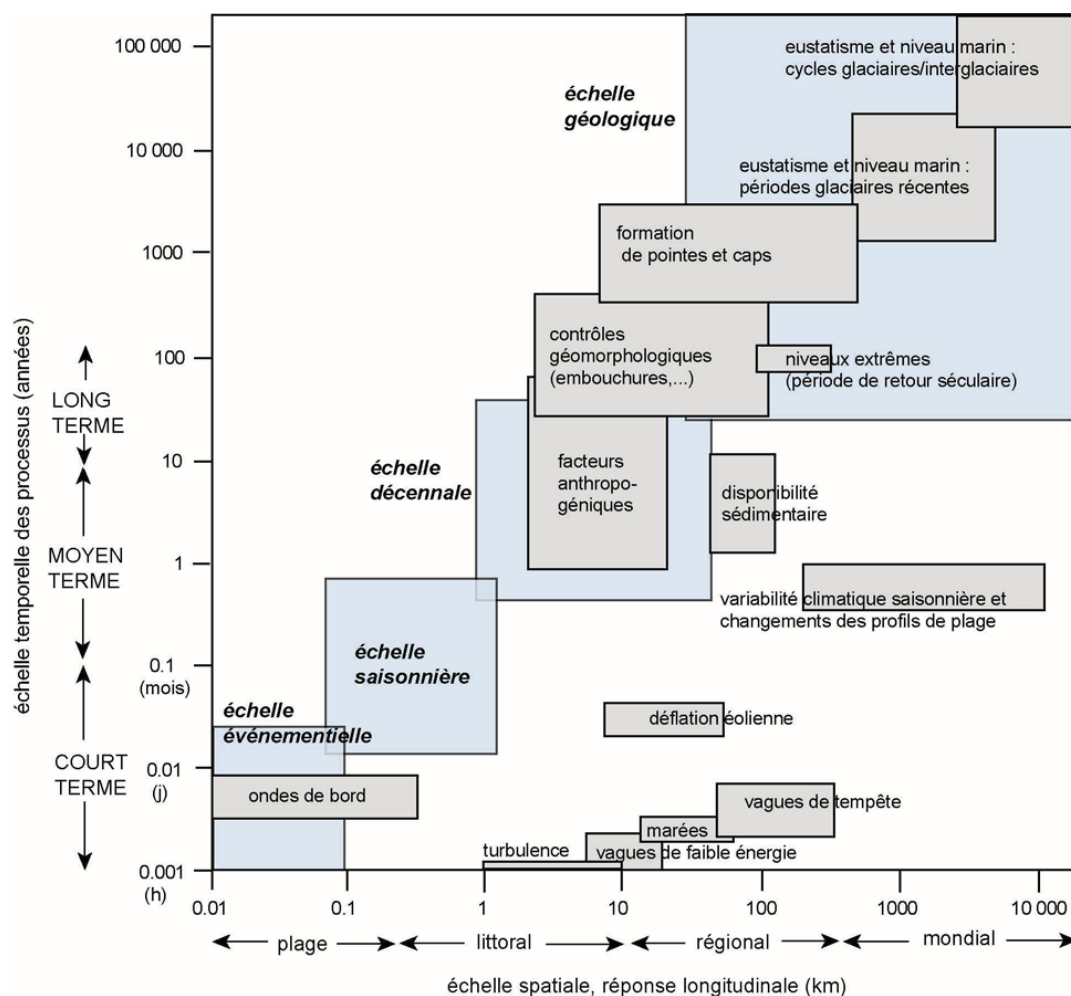 100 000
eustatisme et niveau marin :
cycles glaciaires/interglaciaires
échelle
géologique
10 000
eustatisme et niveau marin :
périodes glaciaires récentes
formation
de pointes et caps
1000
contrôles
géomorphologiques
(embouchures,...)
niveaux extrêmes
(période de retour séculaire)
100
LONG
TERME
échelle
décennale
10
facteurs
anthropo-
géniques
disponibilité
sédimentaire
MOYEN
TERME
1
variabilité climatique saisonnière et
changements des profils de plage
échelle
saisonnière
0.1
(mois)
échelle
événementielle
déflation éolienne
COURT
TERME
0.01
(j)
ondes de bord
vagues de tempête
marées
turbulence
vagues de faible énergie
0.001
(h)
échelle temporelle des processus (années)
0.01
0.1
1
10
100
1000
10 000
plage
littoral
régional
mondial
échelle spatiale, réponse longitudinale (km)